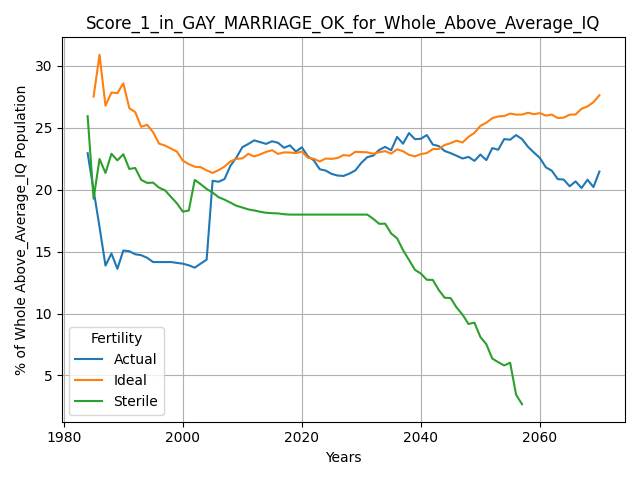 Score_1_in_GAY_MARRIAGE_OK_for_Whole_Above_Average_IQ
% of Whole Above_Average_IQ Population
30
25
20
15
10
5
Fertility
Actual
Ideal
Sterile
1980
2000
2020
2040
2060
Years